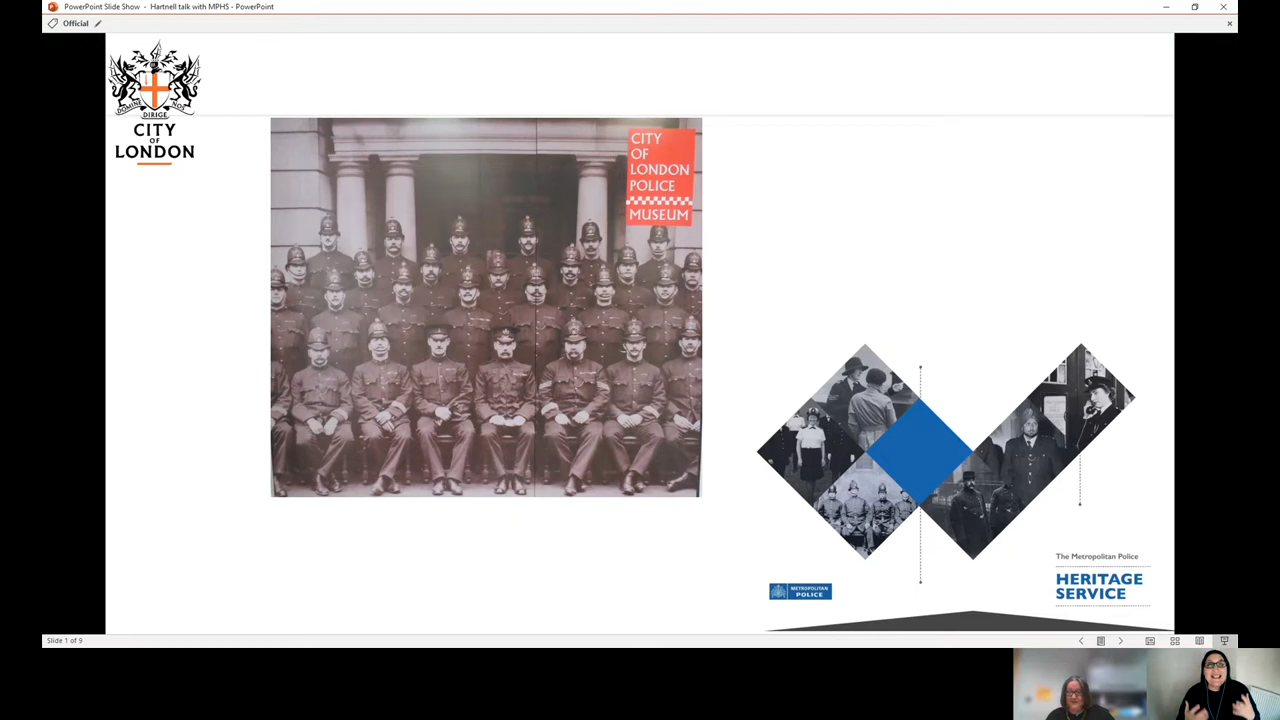 PowerPoint Slide Show - Hartnell talk with MPHS - PowerPoint
Official
DOMINE
DIRIGE
NOS
CITY
OF
LONDON
CITY
OF
LONDON
POLICE
MUSEUM
METROPOLITAN
POLICE
The Metropolitan Police
HERITAGE
SERVICE
Slide 1 of 9